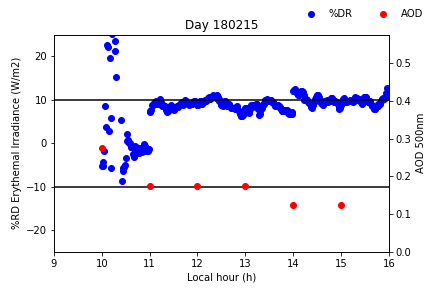 %DR AOD
Day 180215
%RD Erythermal Irradiance (W/m2)
20
10
0
−10
−20
0.5
0.4
0.3
0.2
0.1
0.0
AOD 500nm
9 10 11 12 13 14 15 16
Local hour (h)